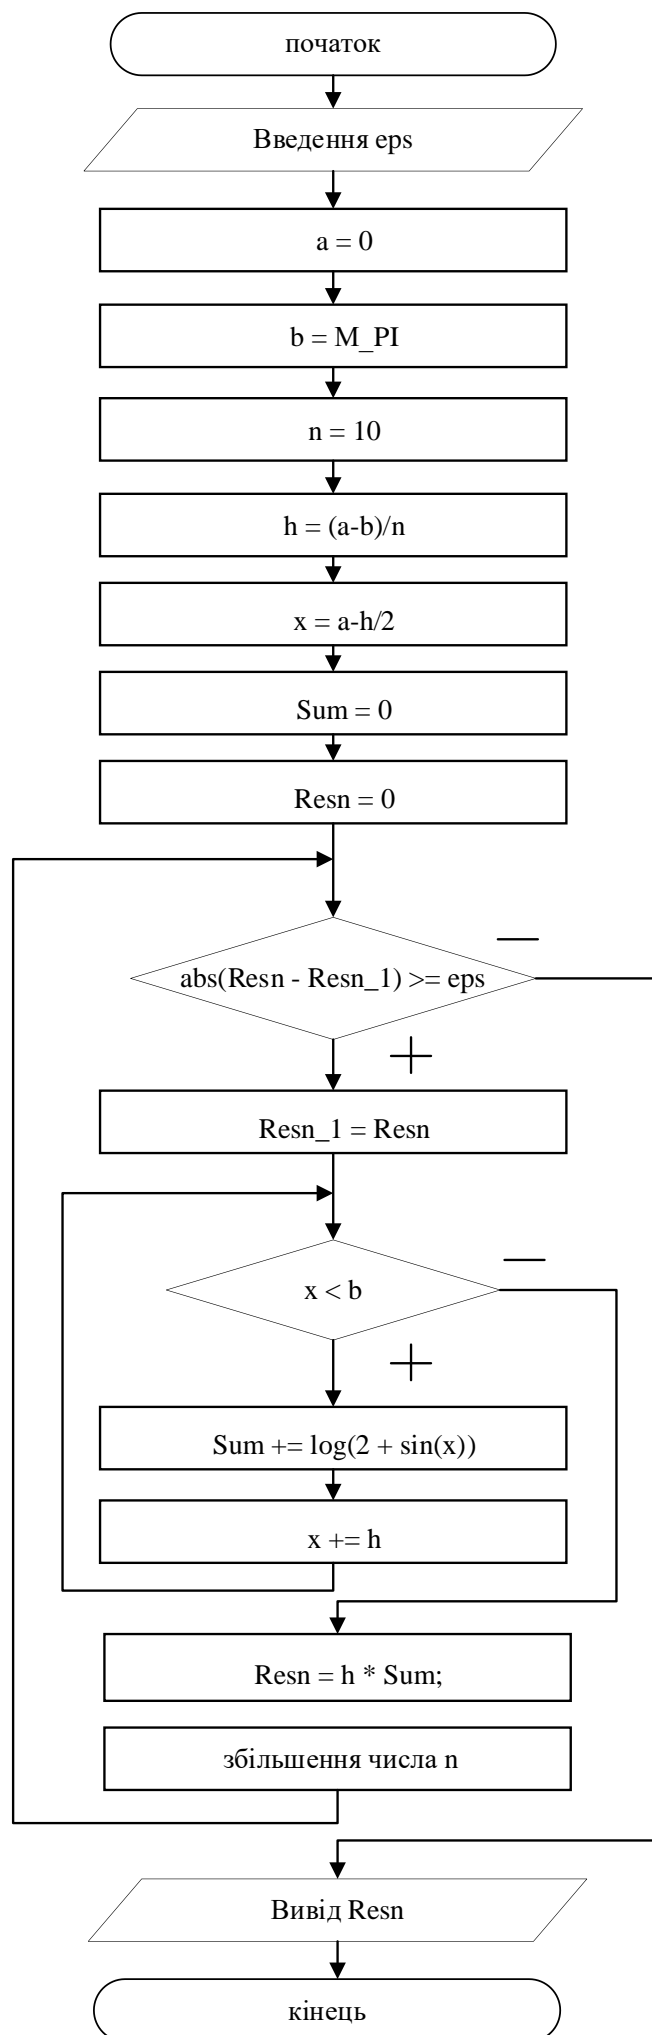 початок
Введення eps
a = 0
b = M_PI
n = 10
h = (a-b)/n
x = a-h/2
Sum = 0
Resn = 0
abs(Resn - Resn_1) >= eps
Resn_1 = Resn
x < b
Sum += log(2 + sin(x))
x += h
Resn = h * Sum;
збільшення числа n
Вивід Resn
кінець